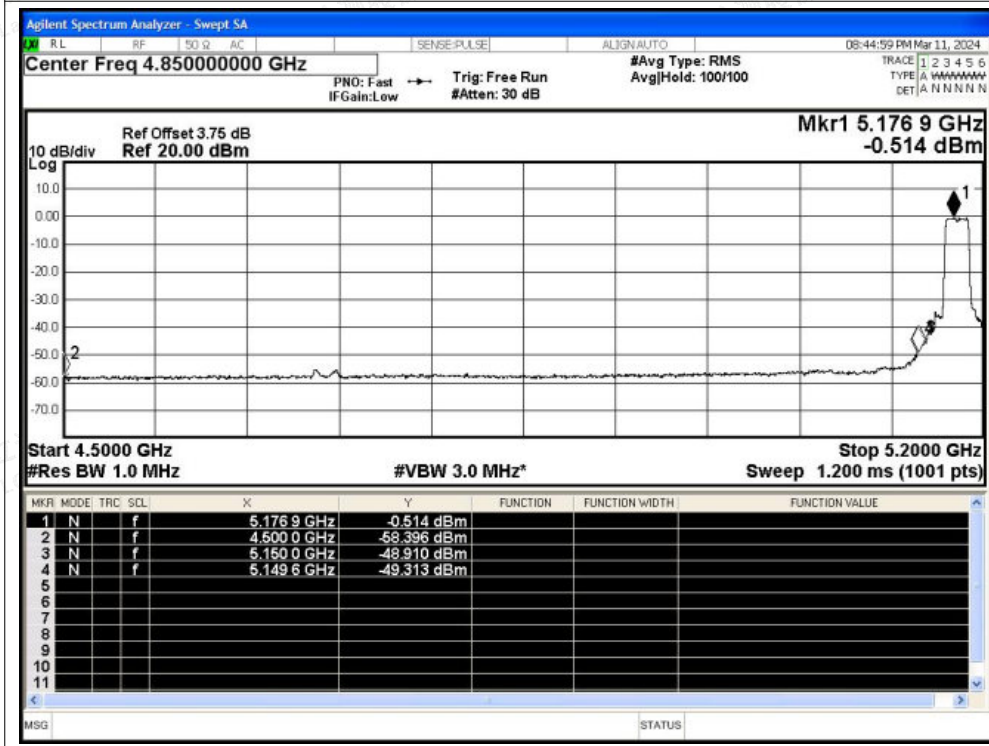 Agilent Spectrum Analyzer - Swept SA
LXI RL RF 50 Ω AC SENSE:PULSE ALIGN AUTO 08:44:59 PM Mar 11, 2024
Center Freq 4.850000000 GHz #Avg Type: RMS TRACE 1 2 3 4 5 6
PNO: Fast Trig: Free Run Avg|Hold: 100/100 TYPE A WWWWW
IFGain:Low #Atten: 30 dB DET A N N N N N
Mkr1 5.176 9 GHz
Ref Offset 3.75 dB
10 dB/div Ref 20.00 dBm -0.514 dBm
Log
10.0
1
0.00
-10.0
-20.0
-30.0
-40.0
-50.0 2
-60.0
-70.0
Start 4.5000 GHz Stop 5.2000 GHz
#Res BW 1.0 MHz #VBW 3.0 MHz* Sweep 1.200 ms (1001 pts)
MKR MODE TRC SCL X Y FUNCTION FUNCTION WIDTH FUNCTION VALUE
1 N f 5.176 9 GHz -0.514 dBm
2 N f 4.500 0 GHz -58.396 dBm
3 N f 5.150 0 GHz -48.910 dBm
4 N f 5.149 6 GHz -49.313 dBm
5
6
7
8
9
10
11
MSG STATUS